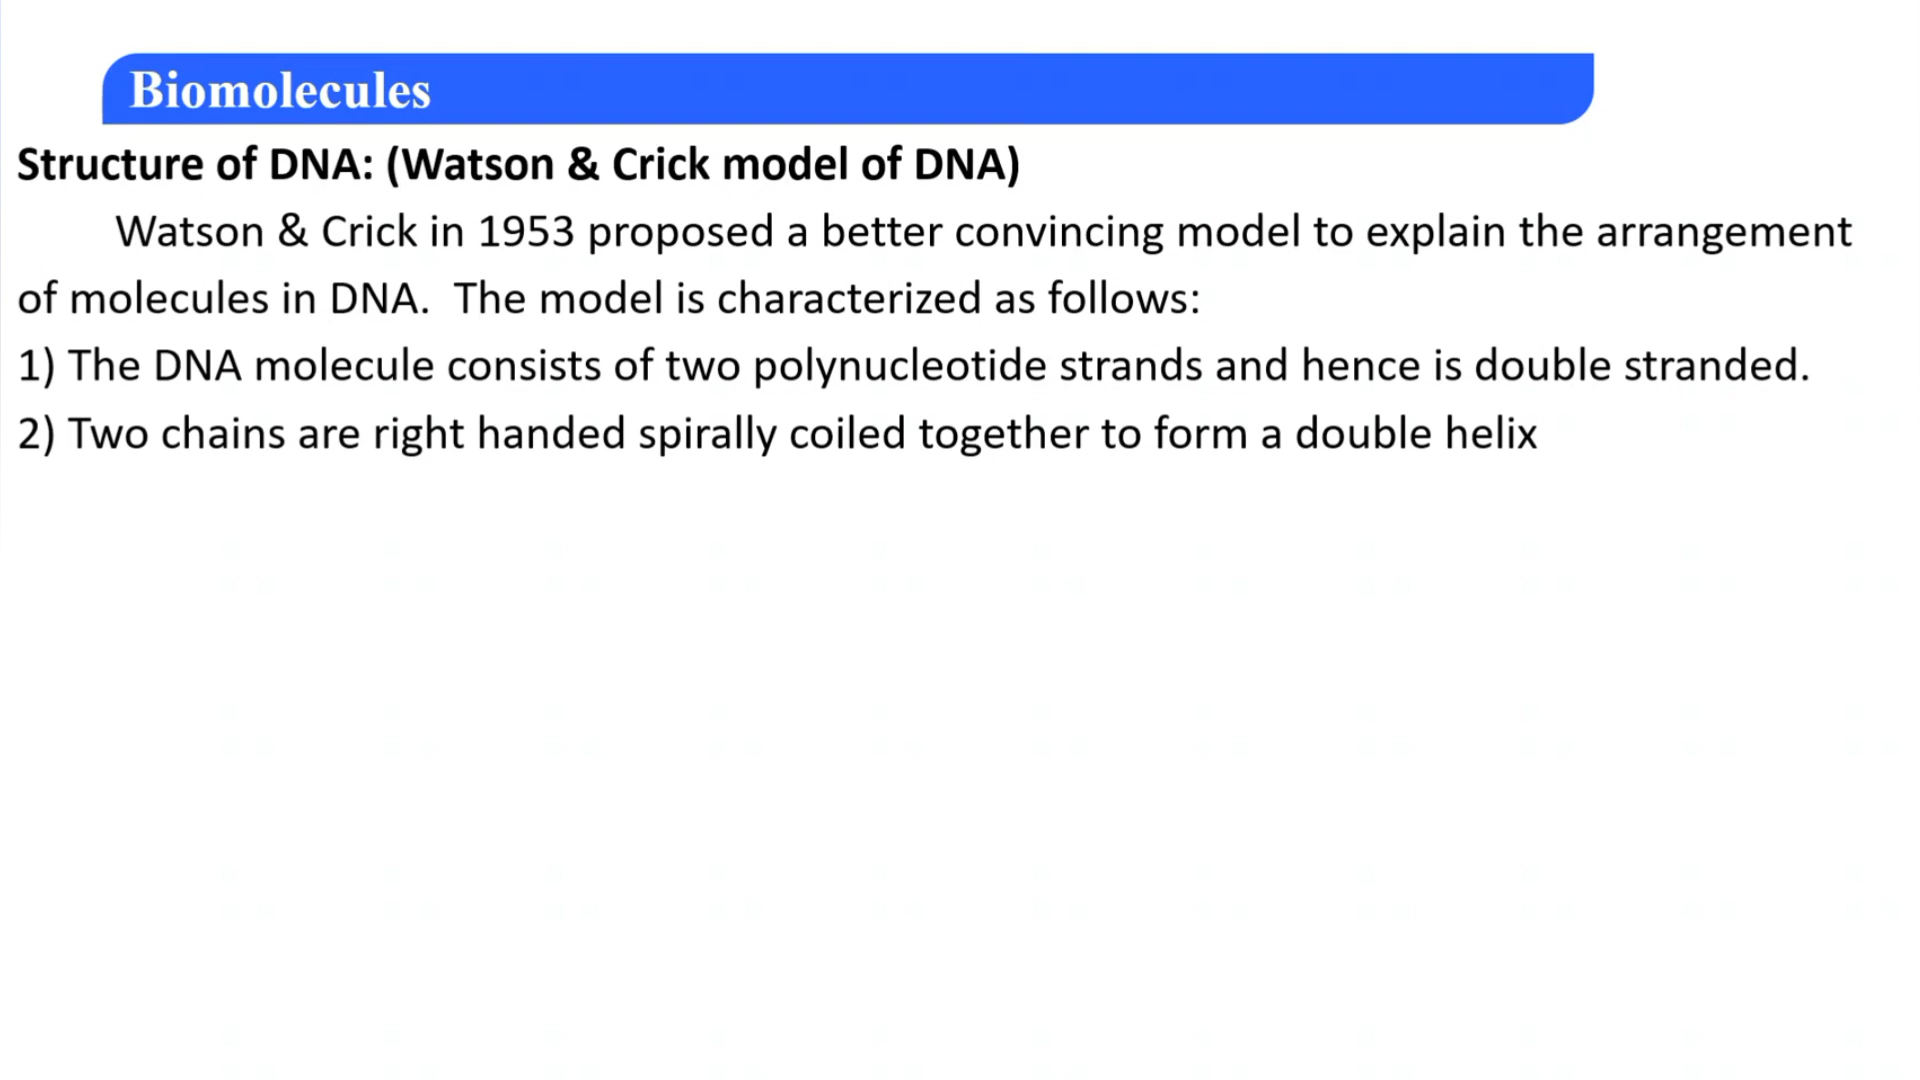 Biomolecules
Structure of DNA: (Watson & Crick model of DNA)
Watson & Crick in 1953 proposed a better convincing model to explain the arrangement
of molecules in DNA.  The model is characterized as follows:
1) The DNA molecule consists of two polynucleotide strands and hence is double stranded.
2) Two chains are right handed spirally coiled together to form a double helix